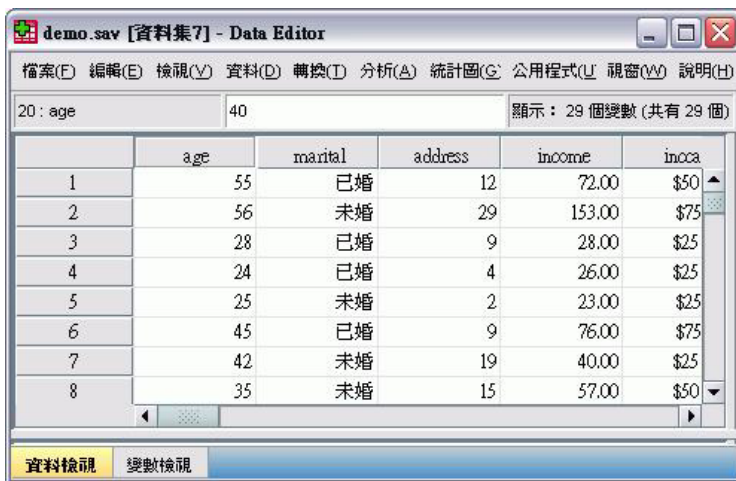 demo.sav [資料集7] - Data Editor
檔案(F) 編輯(E) 檢視(V) 資料(D) 轉換(T) 分析(A) 統計圖(G) 公用程式(U 視窗(W) 說明(H)
20 : age 40 顯示： 29 個變數 (共有 29 個)
age marital address income incca
1 55 已婚 12 72.00 $50
2 56 未婚 29 153.00 $75
3 28 已婚 9 28.00 $25
4 24 已婚 4 26.00 $25
5 25 未婚 2 23.00 $25
6 45 已婚 9 76.00 $75
7 42 未婚 19 40.00 $25
8 35 未婚 15 57.00 $50
資料檢視 變數檢視